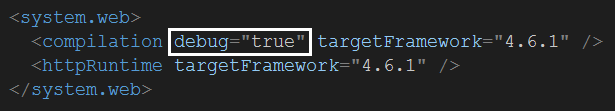 <system.web>
<compilation debug="true" targetFramework="4.6.1" />
<httpRuntime targetFramework="4.6.1" />
</system.web>